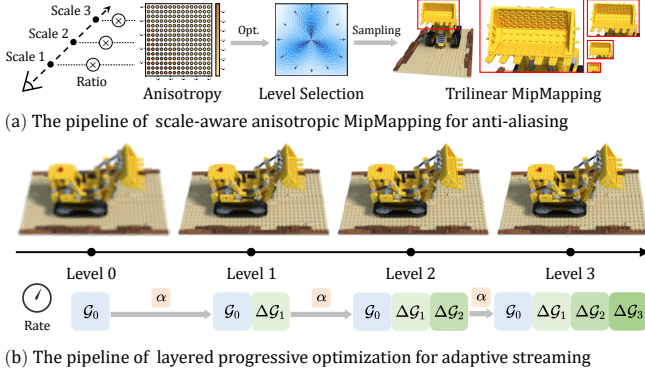 Scale 3
Scale 2
Scale 1
Ratio
Opt.
Sampling
Anisotropy
Level Selection
Trilinear MipMapping
(a) The pipeline of scale-aware anisotropic MipMapping for anti-aliasing
Level 0
Level 1
Level 2
Level 3
Rate
𝒢₀
α
𝒢₀ Δ𝒢₁
α
𝒢₀ Δ𝒢₁ Δ𝒢₂
α
𝒢₀ Δ𝒢₁ Δ𝒢₂ Δ𝒢₃
(b) The pipeline of layered progressive optimization for adaptive streaming